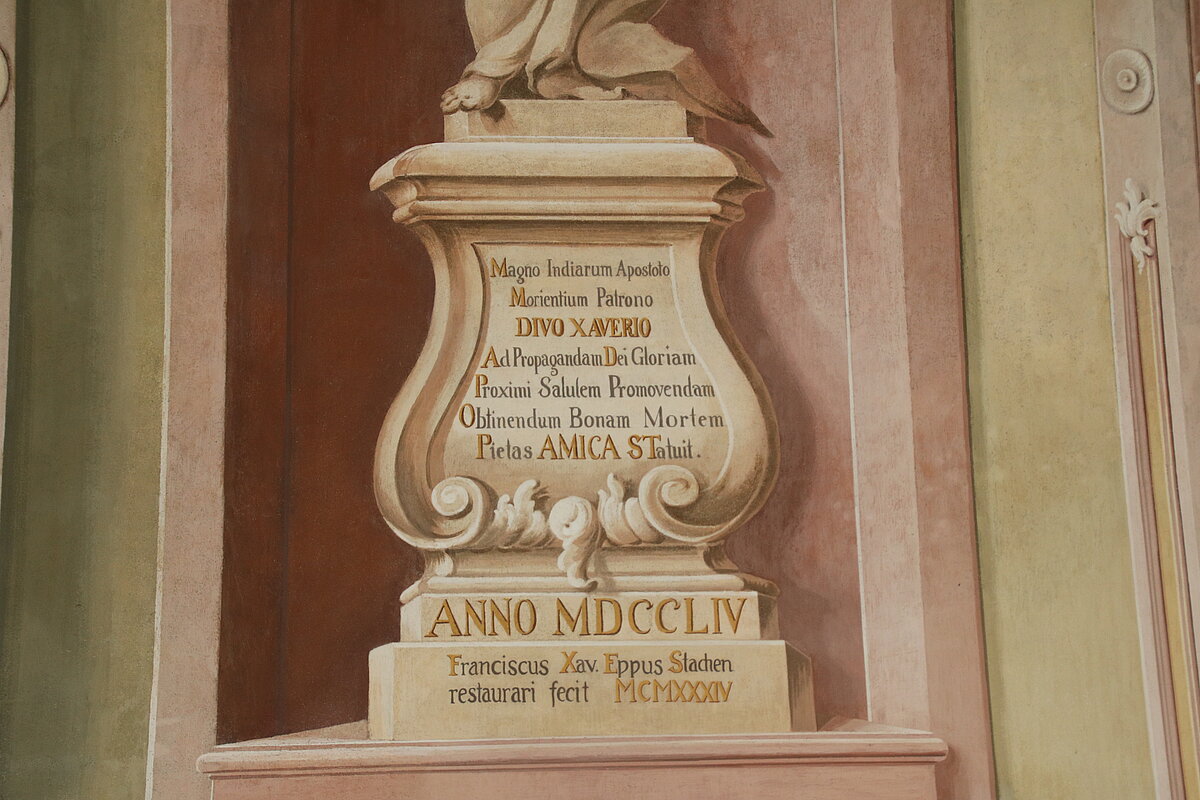 Magno Indiarum Apostolo
Morientium Patrono
DIVO XAVERIO
Ad Propagandam Dei Gloriam
Proximi Salutem Promovendam
Obtinendum Bonam Mortem
Pietas AMICA STatuit.
ANNO MDCCLIV
Franciscus Xav. Eppus Stachen
restaurari fecit MCMXXXIV